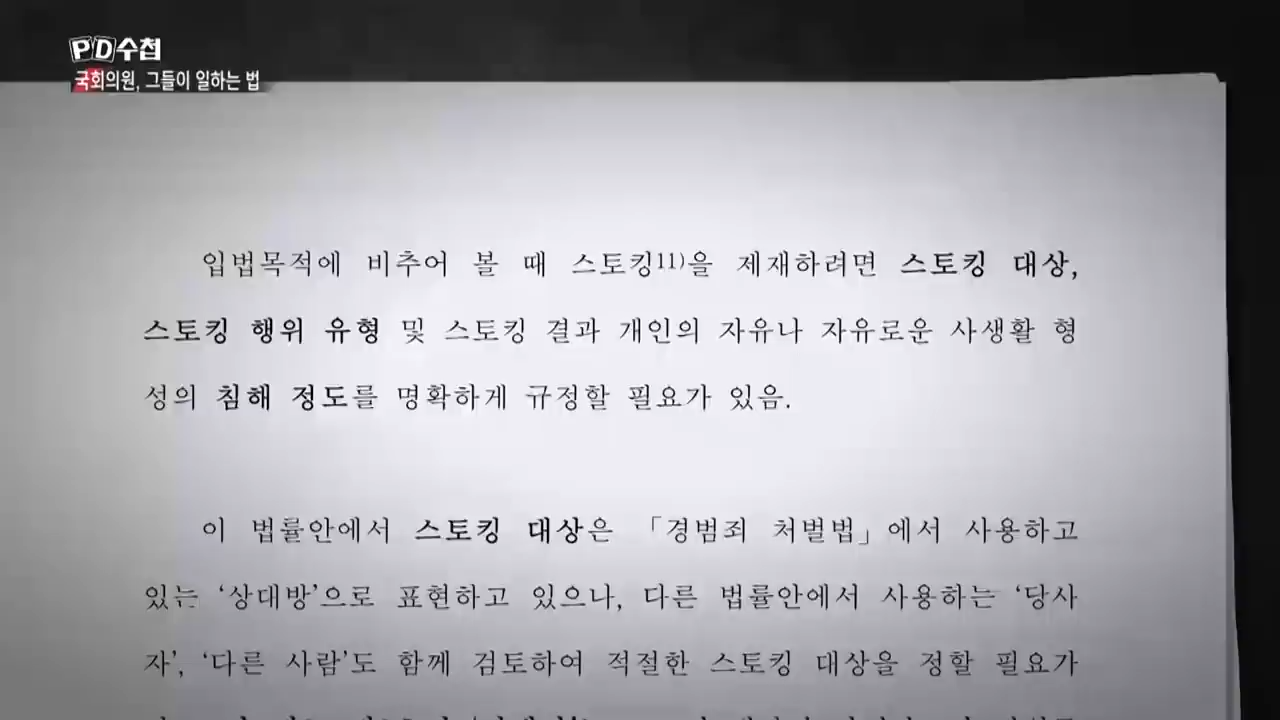 PD수첩
국회의원, 그들이 일하는 법
입법목적에 비추어 볼 때 스토킹11)을 제재하려면 스토킹 대상,
스토킹 행위 유형 및 스토킹 결과 개인의 자유나 자유로운 사생활 형
성의 침해 정도를 명확하게 규정할 필요가 있음.
이 법률안에서 스토킹 대상은 「경범죄 처벌법」에서 사용하고
있는 ‘상대방’으로 표현하고 있으나, 다른 법률안에서 사용하는 ‘당사
자’, ‘다른 사람’도 함께 검토하여 적절한 스토킹 대상을 정할 필요가